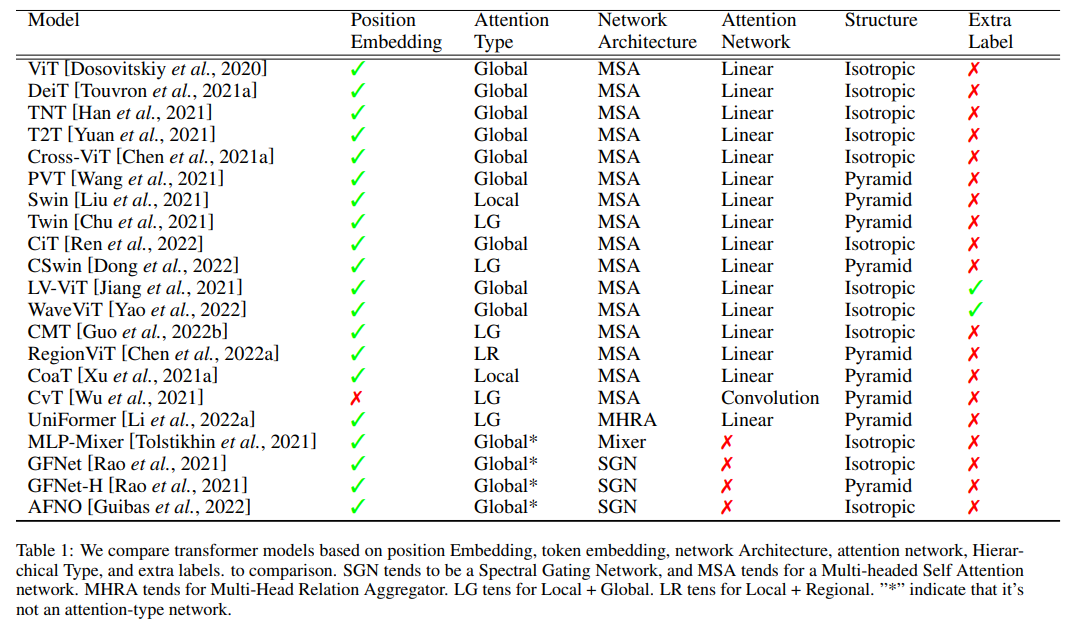 Model Position Embedding Attention Type Network Architecture Attention Network Structure Extra Label
ViT [Dosovitskiy et al., 2020] ✓ Global MSA Linear Isotropic ✗
DeiT [Touvron et al., 2021a] ✓ Global MSA Linear Isotropic ✗
TNT [Han et al., 2021] ✓ Global MSA Linear Isotropic ✗
T2T [Yuan et al., 2021] ✓ Global MSA Linear Isotropic ✗
Cross-ViT [Chen et al., 2021a] ✓ Global MSA Linear Isotropic ✗
PVT [Wang et al., 2021] ✓ Global MSA Linear Pyramid ✗
Swin [Liu et al., 2021] ✓ Local MSA Linear Pyramid ✗
Twin [Chu et al., 2021] ✓ LG MSA Linear Pyramid ✗
CiT [Ren et al., 2022] ✓ Global MSA Linear Isotropic ✗
CSwin [Dong et al., 2022] ✓ LG MSA Linear Pyramid ✗
LV-ViT [Jiang et al., 2021] ✓ Global MSA Linear Isotropic ✓
WaveViT [Yao et al., 2022] ✓ Global MSA Linear Isotropic ✓
CMT [Guo et al., 2022b] ✓ LG MSA Linear Isotropic ✗
RegionViT [Chen et al., 2022a] ✓ LR MSA Linear Pyramid ✗
CoaT [Xu et al., 2021a] ✓ Local MSA Linear Pyramid ✗
CvT [Wu et al., 2021] ✗ LG MSA Convolution Pyramid ✗
UniFormer [Li et al., 2022a] ✓ LG MHRA Linear Pyramid ✗
MLP-Mixer [Tolstikhin et al., 2021] ✓ Global* Mixer ✗ Isotropic ✗
GFNet [Rao et al., 2021] ✓ Global* SGN ✗ Isotropic ✗
GFNet-H [Rao et al., 2021] ✓ Global* SGN ✗ Pyramid ✗
AFNO [Guibas et al., 2022] ✓ Global* SGN ✗ Isotropic ✗
Table 1: We compare transformer models based on position Embedding, token embedding, network Architecture, attention network, Hierar-
chical Type, and extra labels. to comparison. SGN tends to be a Spectral Gating Network, and MSA tends for a Multi-headed Self Attention
network. MHRA tends for Multi-Head Relation Aggregator. LG tens for Local + Global. LR tens for Local + Regional. ”*” indicate that it’s
not an attention-type network.